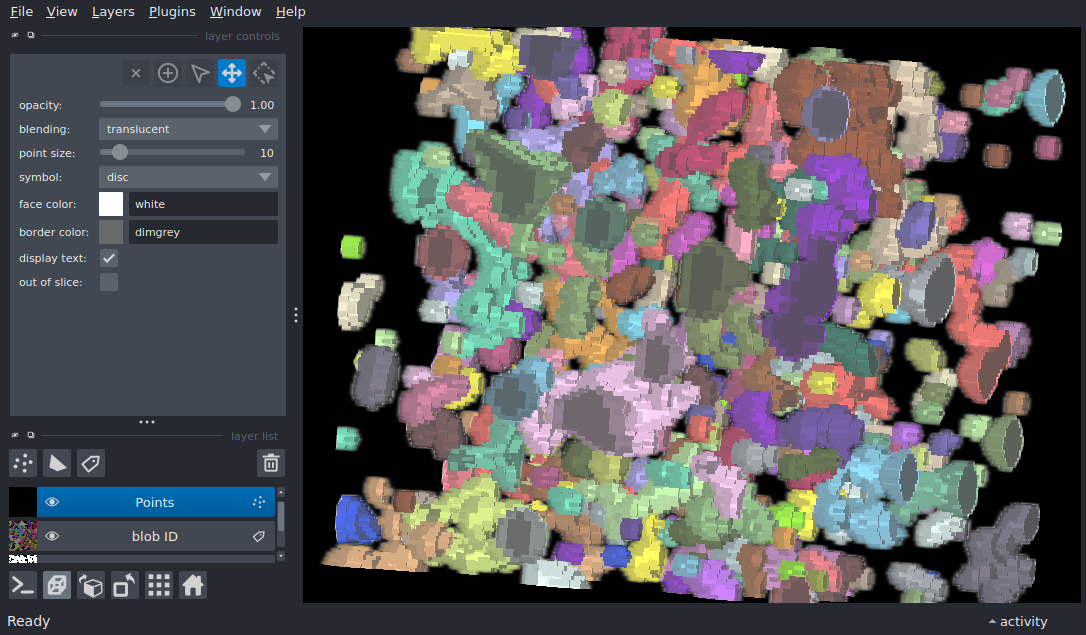 File View Layers Plugins Window Help
layer controls
opacity: 1.00
blending: translucent
point size: 10
symbol: disc
face color: white
border color: dimgrey
display text:
out of slice:
layer list
Points
blob ID
Ready
activity